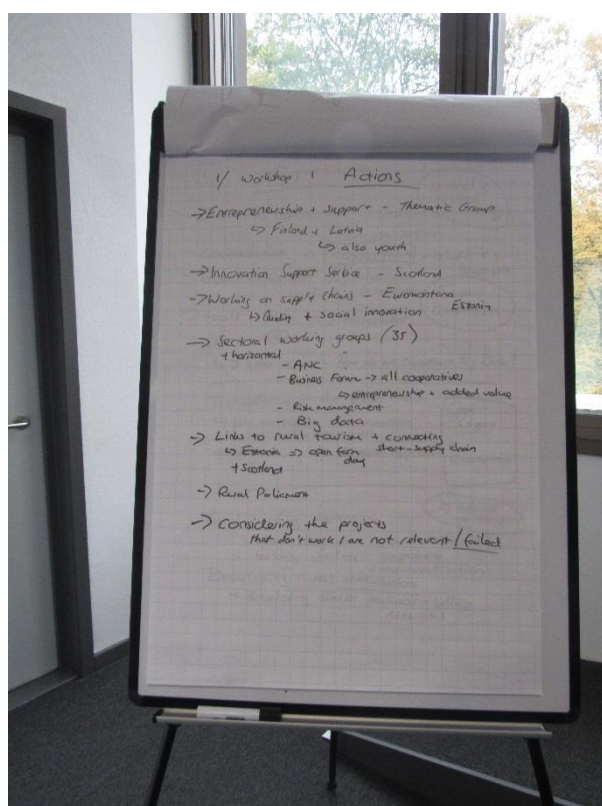 1/ Workshop 1 Actions
→ Entrepreneurship + support - Thematic Group
↳ Finland + Latvia
↳ also youth
→ Innovation Support Service - Scotland
→ Working on supply chains - Euromontana
Estonia
↳ Quality + social innovation
→ Sectoral working groups (35)
+ horizontal
- ANC
- Business Forum → all cooperatives
↳ entrepreneurship + added value
- Risk management
- Big data
→ Links to rural tourism + connecting
↳ Estonia => open farm day short-supply chain
+ Scotland
→ Rural Parliament
→ Considering the projects
that don't work / are not relevant / failed